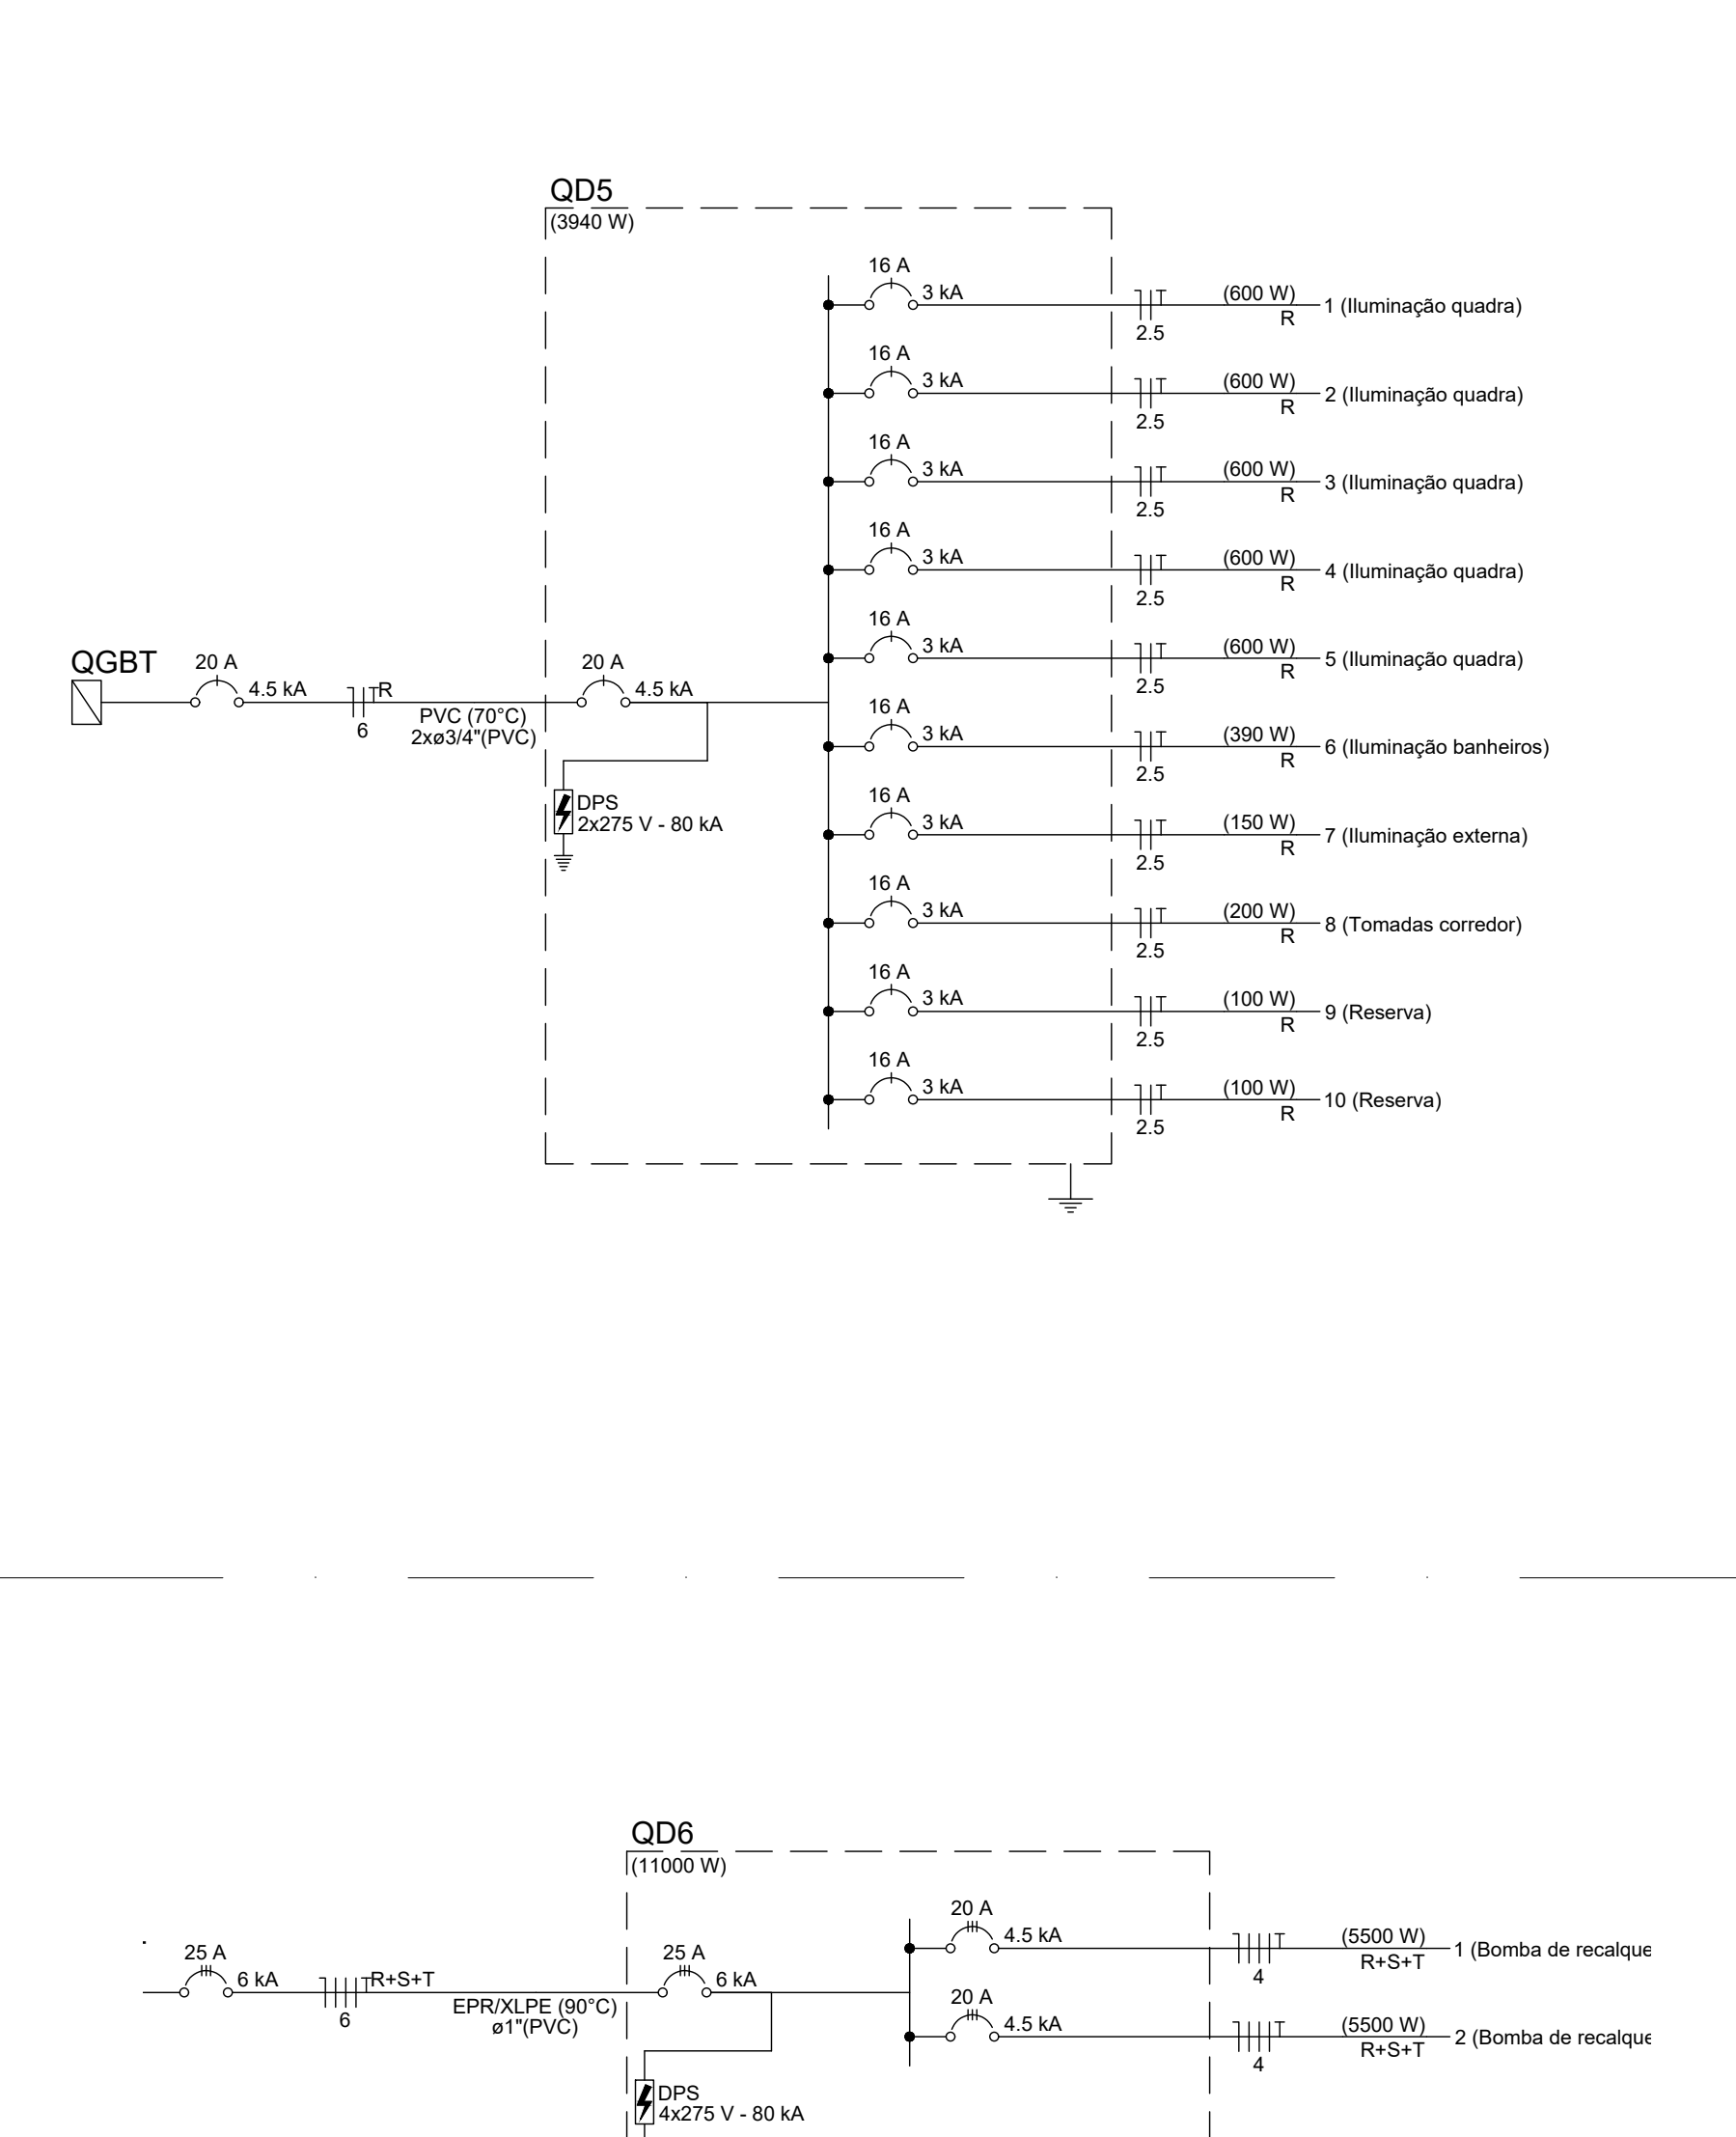 QD5
(3940 W)
16 A
3 kA
(600 W)
R
2.5
1 (Iluminação quadra)
16 A
3 kA
(600 W)
R
2.5
2 (Iluminação quadra)
16 A
3 kA
(600 W)
R
2.5
3 (Iluminação quadra)
16 A
3 kA
(600 W)
R
2.5
4 (Iluminação quadra)
16 A
3 kA
(600 W)
R
2.5
5 (Iluminação quadra)
QGBT
20 A
4.5 kA
R
6
PVC (70°C)
2xø3/4"(PVC)
20 A
4.5 kA
16 A
3 kA
(390 W)
R
2.5
6 (Iluminação banheiros)
DPS
2x275 V - 80 kA
16 A
3 kA
(150 W)
R
2.5
7 (Iluminação externa)
16 A
3 kA
(200 W)
R
2.5
8 (Tomadas corredor)
16 A
3 kA
(100 W)
R
2.5
9 (Reserva)
16 A
3 kA
(100 W)
R
2.5
10 (Reserva)
QD6
(11000 W)
20 A
4.5 kA
(5500 W)
R+S+T
4
1 (Bomba de recalque
25 A
6 kA
R+S+T
6
EPR/XLPE (90°C)
ø1"(PVC)
25 A
6 kA
20 A
4.5 kA
(5500 W)
R+S+T
4
2 (Bomba de recalque
DPS
4x275 V - 80 kA